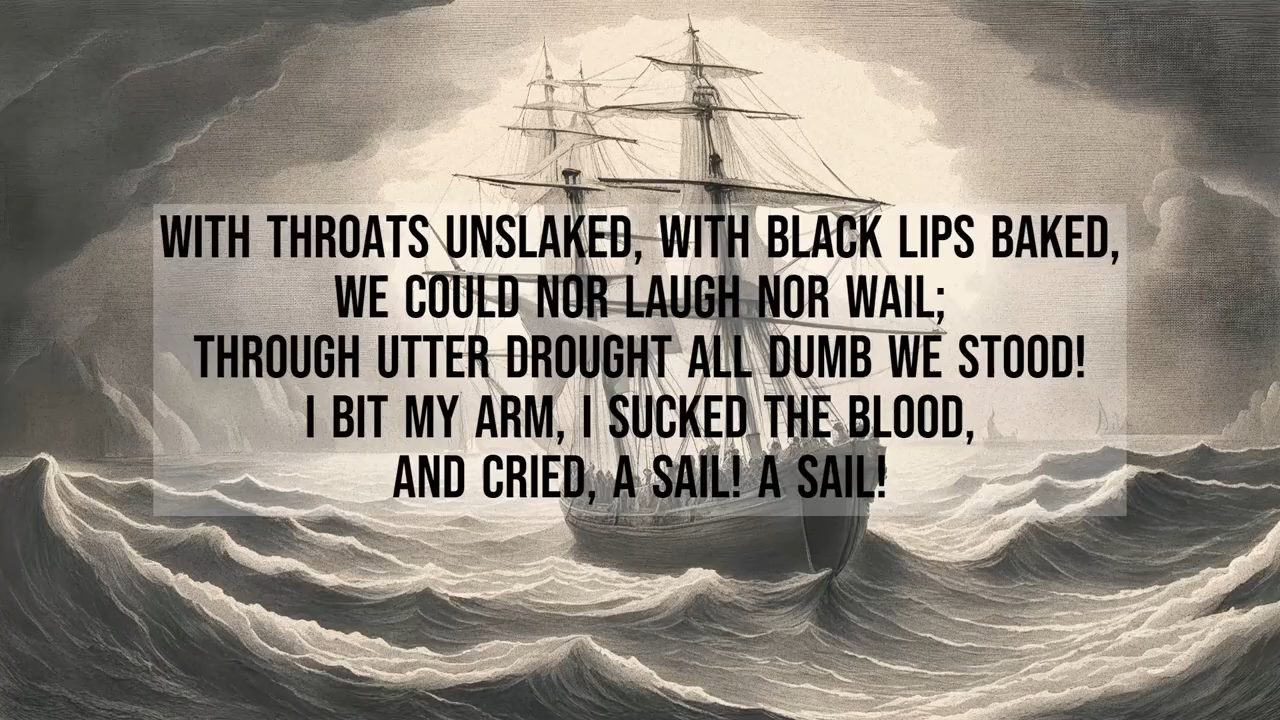 WITH THROATS UNSLAKED, WITH BLACK LIPS BAKED,
WE COULD NOR LAUGH NOR WAIL;
THROUGH UTTER DROUGHT ALL DUMB WE STOOD!
I BIT MY ARM, I SUCKED THE BLOOD,
AND CRIED, A SAIL! A SAIL!